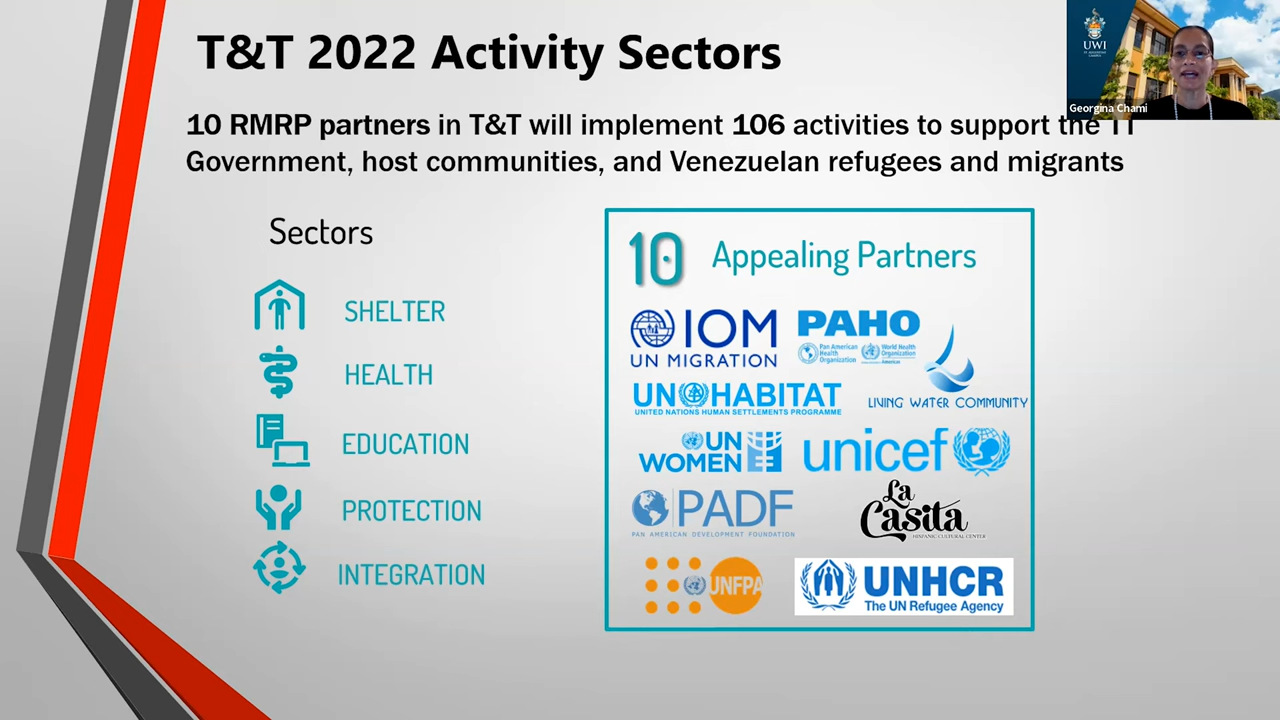 T&T 2022 Activity Sectors
UWI
Georgina Chami
10 RMRP partners in T&T will implement 106 activities to support the TT
Government, host communities, and Venezuelan refugees and migrants
Sectors
SHELTER
HEALTH
EDUCATION
PROTECTION
INTEGRATION
10 Appealing Partners
IOM
UN MIGRATION
PAHO
Pan American
Health
Organization
World Health
Organization
Americas
UN HABITAT
UNITED NATIONS HUMAN SETTLEMENTS PROGRAMME
LIVING WATER COMMUNITY
UN
WOMEN
unicef
PADF
PAN AMERICAN DEVELOPMENT FOUNDATION
La
Casita
HISPANIC CULTURAL CENTER
UNFPA
UNHCR
The UN Refugee Agency